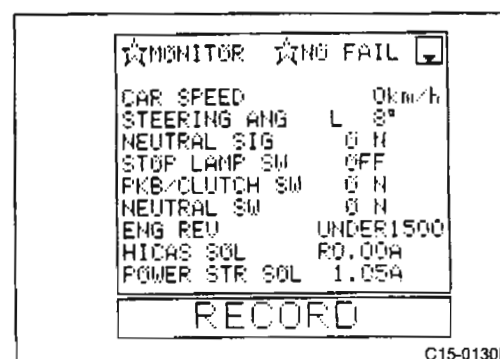 ☆MONITOR ☆NO FAIL
CAR SPEED 0km/h
STEERING ANG L 8°
NEUTRAL SIG O N
STOP LAMP SW OFF
PKB/CLUTCH SW O N
NEUTRAL SW O N
ENG REV UNDER1500
HICAS SOL R0.00A
POWER STR SOL 1.05A
RECORD
C15-0130